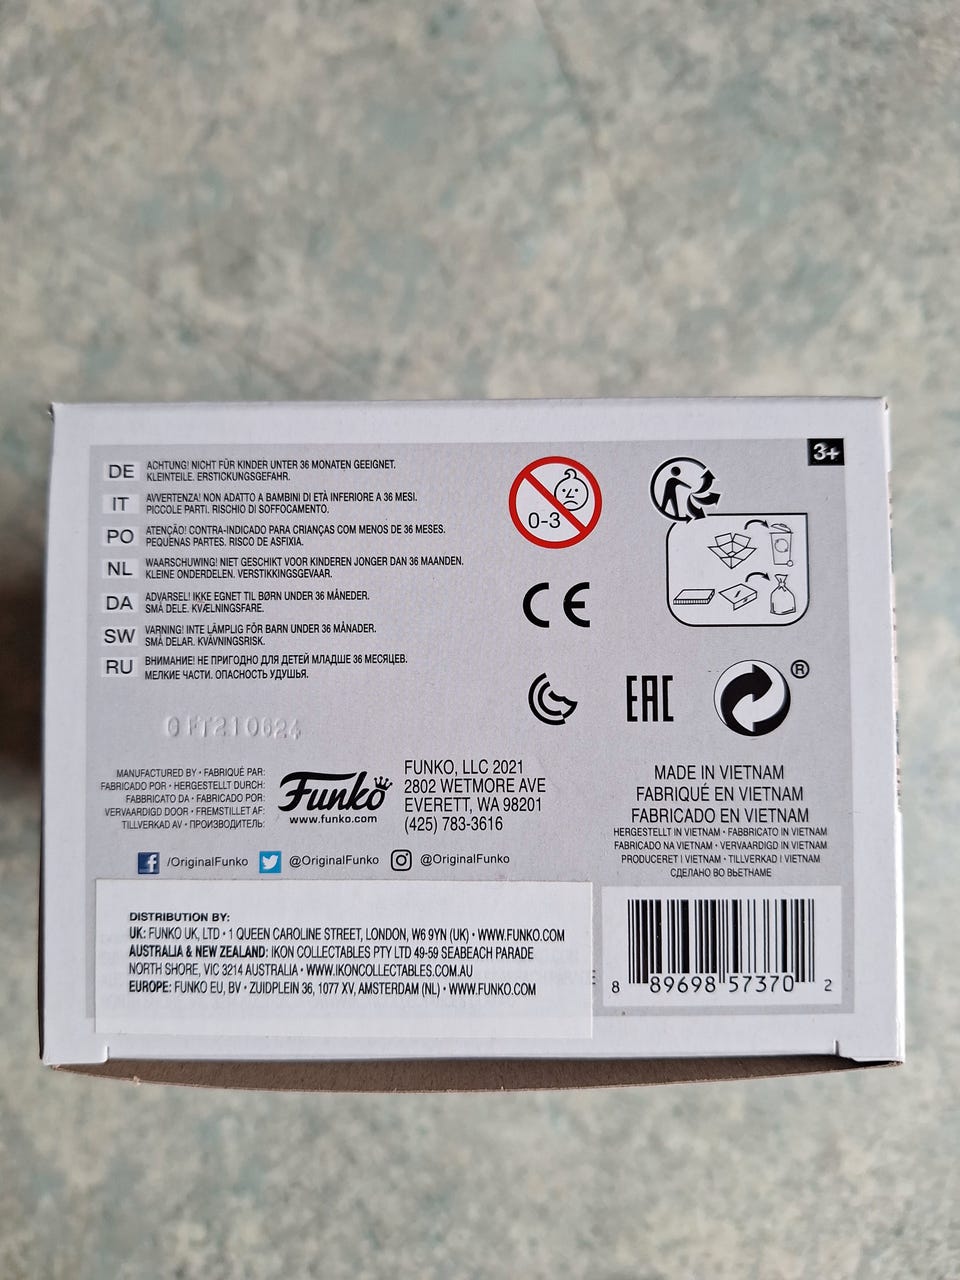 3+
DE
ACHTUNG! NICHT FÜR KINDER UNTER 36 MONATEN GEEIGNET.
KLEINTEILE. ERSTICKUNGSGEFAHR.
IT
AVVERTENZA! NON ADATTO A BAMBINI DI ETÀ INFERIORE A 36 MESI.
PICCOLE PARTI. RISCHIO DI SOFFOCAMENTO.
PO
ATENÇÃO! CONTRA-INDICADO PARA CRIANÇAS COM MENOS DE 36 MESES.
PEQUENAS PARTES. RISCO DE ASFIXIA.
NL
WAARSCHUWING! NIET GESCHIKT VOOR KINDEREN JONGER DAN 36 MAANDEN.
KLEINE ONDERDELEN. VERSTIKKINGSGEVAAR.
DA
ADVARSEL! IKKE EGNET TIL BØRN UNDER 36 MÅNEDER.
SMÅ DELE. KVÆLNINGSFARE.
SW
VARNING! INTE LÄMPLIG FÖR BARN UNDER 36 MÅNADER.
SMÅ DELAR. KVÄVNINGSRISK.
RU
ВНИМАНИЕ! НЕ ПРИГОДНО ДЛЯ ДЕТЕЙ МЛАДШЕ 36 МЕСЯЦЕВ.
МЕЛКИЕ ЧАСТИ. ОПАСНОСТЬ УДУШЬЯ.
0-3
CE
EAC
®
MANUFACTURED BY • FABRIQUÉ PAR:
FABRICADO POR • HERGESTELLT DURCH:
FABBRICATO DA • FABRICADO POR:
VERVAARDIGD DOOR • FREMSTILLET AF:
TILLVERKAD AV • ПРОИЗВОДИТЕЛЬ:
Funko
www.funko.com
FUNKO, LLC 2021
2802 WETMORE AVE
EVERETT, WA 98201
(425) 783-3616
/OriginalFunko @OriginalFunko @OriginalFunko
MADE IN VIETNAM
FABRIQUÉ EN VIETNAM
FABRICADO EN VIETNAM
HERGESTELLT IN VIETNAM • FABBRICATO IN VIETNAM
FABRICADO NA VIETNAM • VERVAARDIGD IN VIETNAM
PRODUCERET I VIETNAM • TILLVERKAD I VIETNAM
СДЕЛАНО ВО ВЬЕТНАМЕ
DISTRIBUTION BY:
UK: FUNKO UK, LTD • 1 QUEEN CAROLINE STREET, LONDON, W6 9YN (UK) • WWW.FUNKO.COM
AUSTRALIA & NEW ZEALAND: IKON COLLECTABLES PTY LTD 49-59 SEABEACH PARADE
NORTH SHORE, VIC 3214 AUSTRALIA • WWW.IKONCOLLECTABLES.COM.AU
EUROPE: FUNKO EU, BV • ZUIDPLEIN 36, 1077 XV, AMSTERDAM (NL) • WWW.FUNKO.COM
8 89698 57370 2